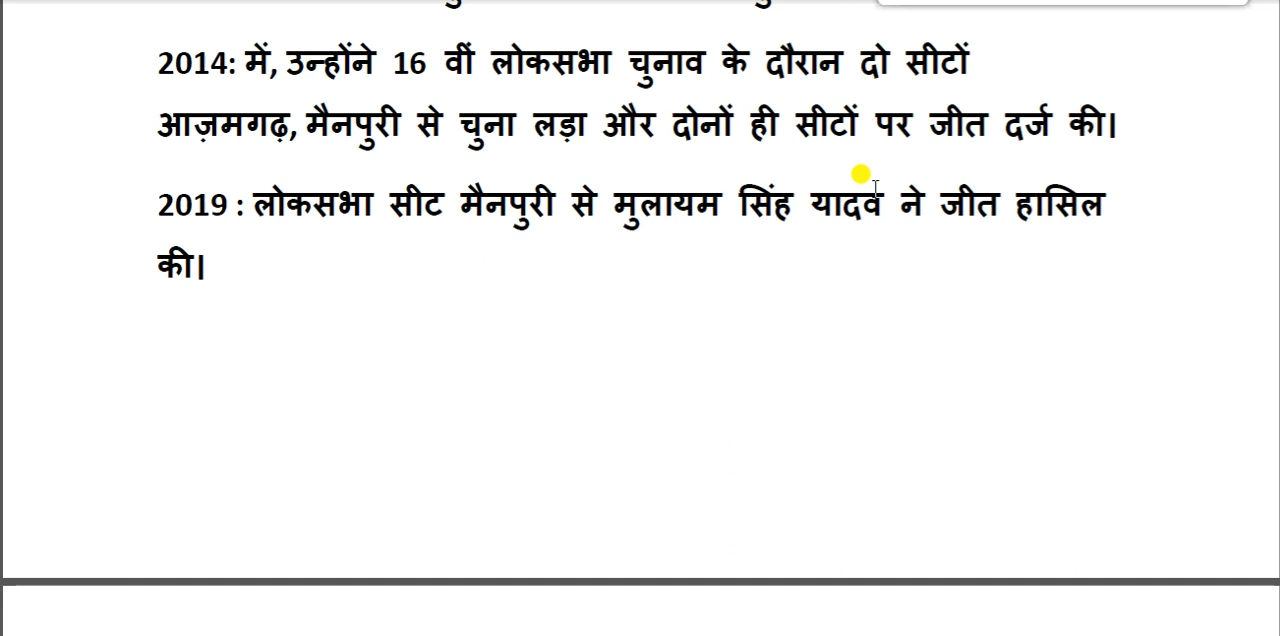 2014: में, उन्होंने 16 वीं लोकसभा चुनाव के दौरान दो सीटों
आज़मगढ़, मैनपुरी से चुना लड़ा और दोनों ही सीटों पर जीत दर्ज की।
2019 : लोकसभा सीट मैनपुरी से मुलायम सिंह यादव ने जीत हासिल
की।